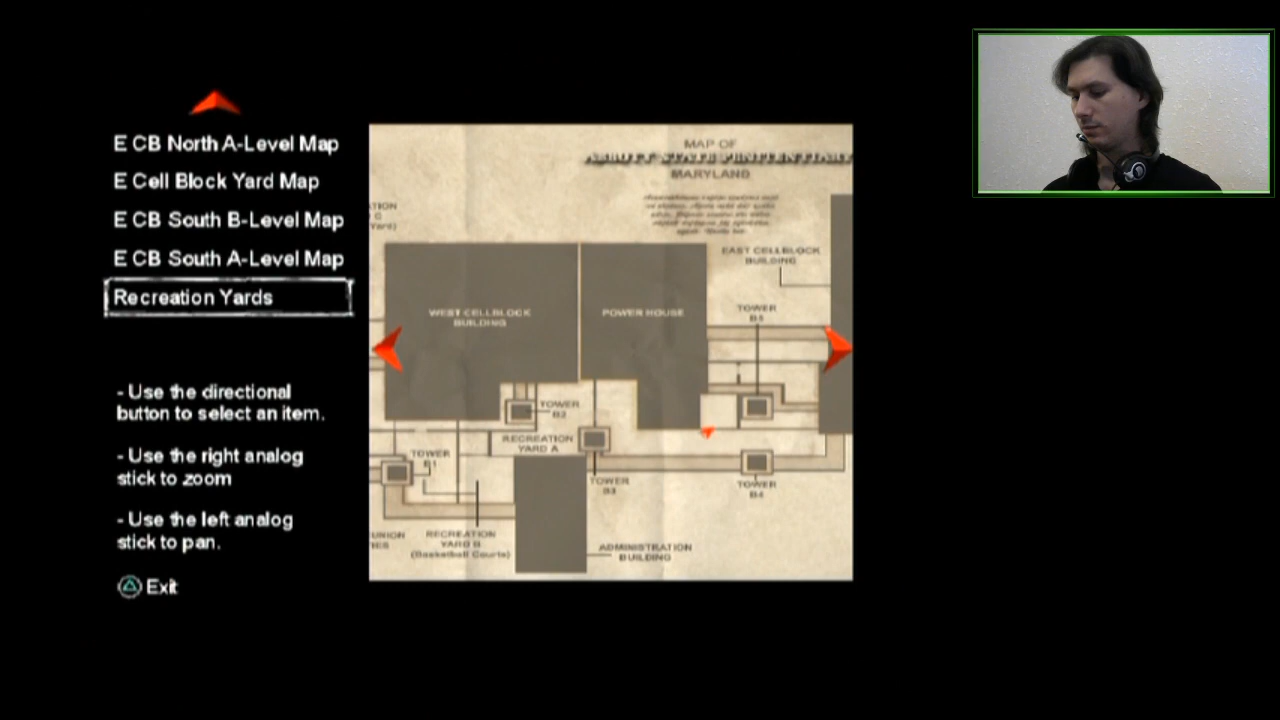 E CB North A-Level Map
E Cell Block Yard Map
E CB South B-Level Map
E CB South A-Level Map
Recreation Yards
- Use the directional
button to select an item.
- Use the right analog
stick to zoom
- Use the left analog
stick to pan.
Exit
MAP OF
ABBOTT STATE PENITENTIARY
MARYLAND
EAST CELLBLOCK
BUILDING
WEST CELLBLOCK
BUILDING
POWER HOUSE
TOWER
B5
TOWER
B2
RECREATION
YARD A
TOWER
B1
TOWER
B3
TOWER
B4
RECREATION
YARD B
(Basketball Courts)
ADMINISTRATION
BUILDING